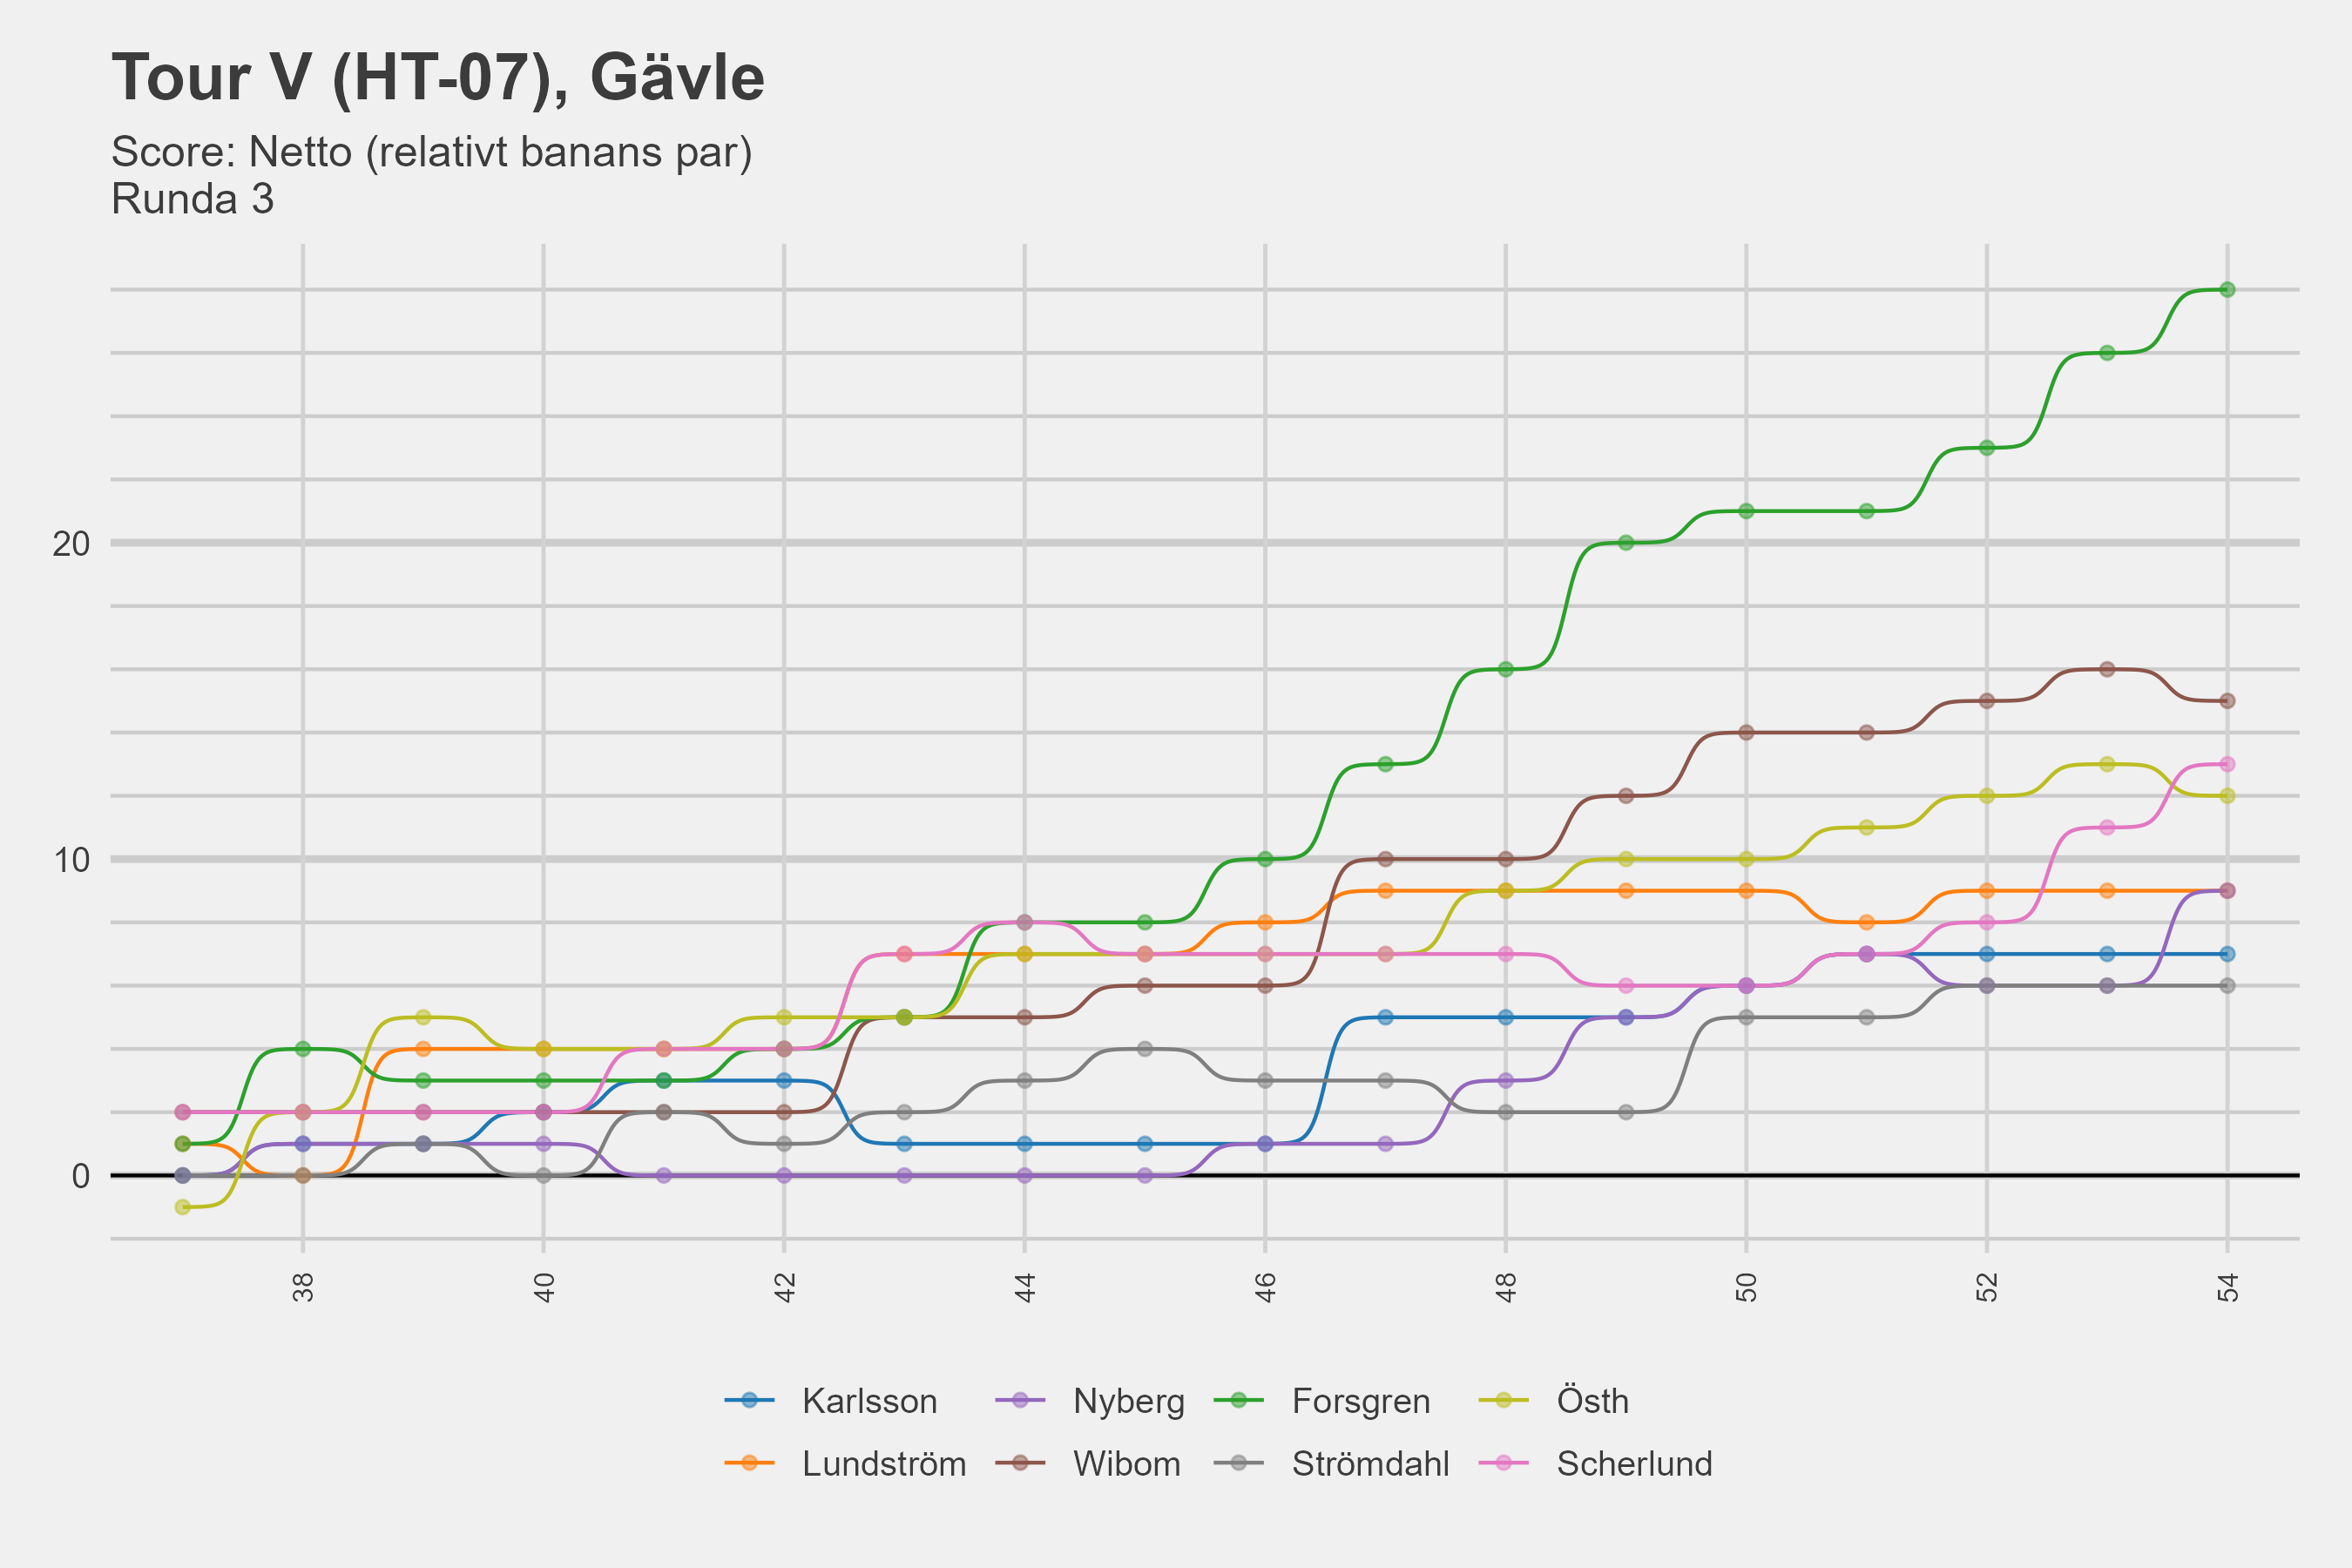 Tour V (HT-07), Gävle
Score: Netto (relativt banans par)
Runda 3
20
10
0
38 40 42 44 46 48 50 52 54
Karlsson Nyberg Forsgren Östh
Lundström Wibom Strömdahl Scherlund